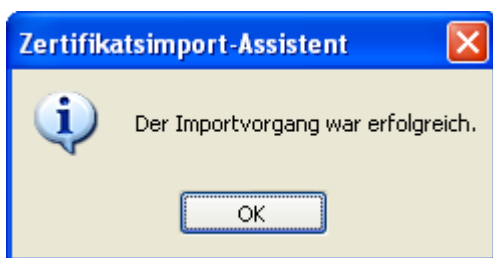 Zertifikatsimport-Assistent
Der Importvorgang war erfolgreich.
OK